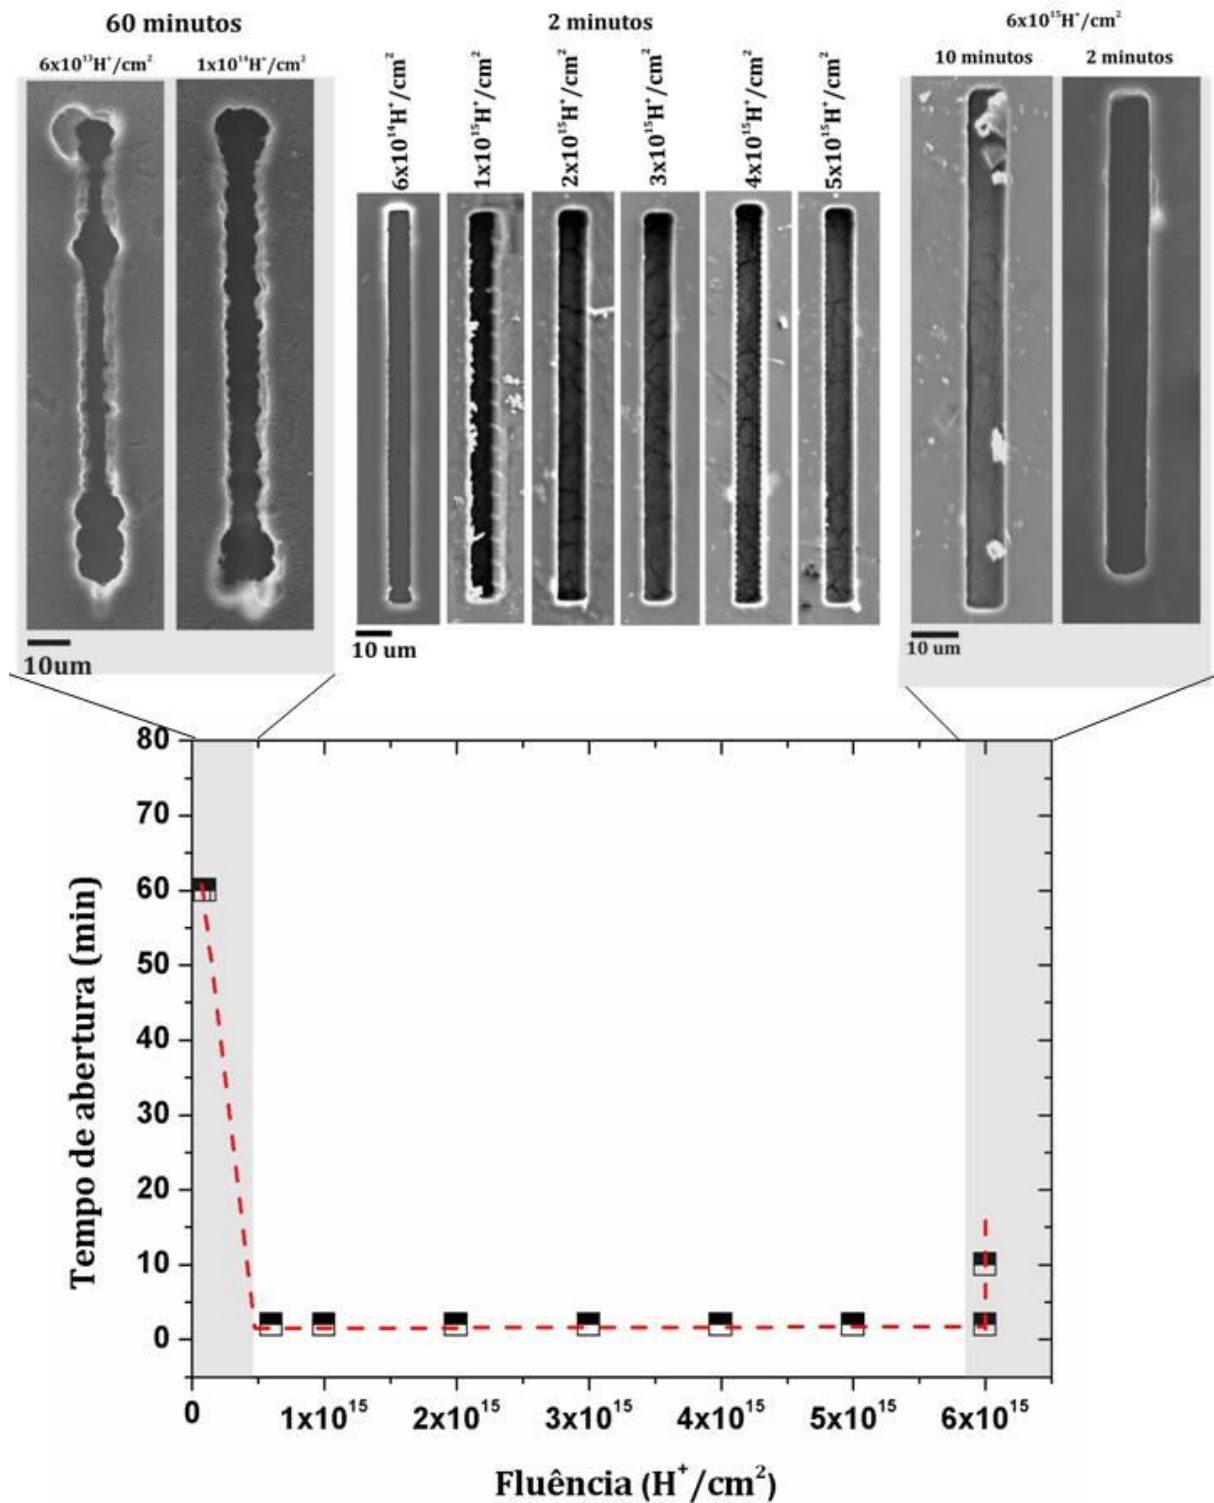 60 minutos
6x10¹³H⁺/cm²
1x10¹⁴H⁺/cm²
10um
2 minutos
6x10¹⁴H⁺/cm²
1x10¹⁵H⁺/cm²
2x10¹⁵H⁺/cm²
3x10¹⁵H⁺/cm²
4x10¹⁵H⁺/cm²
5x10¹⁵H⁺/cm²
10 um
6x10¹⁵H⁺/cm²
10 minutos
2 minutos
10 um
Tempo de abertura (min)
80
70
60
50
40
30
20
10
0
0
1x10¹⁵
2x10¹⁵
3x10¹⁵
4x10¹⁵
5x10¹⁵
6x10¹⁵
Fluência (H⁺/cm²)